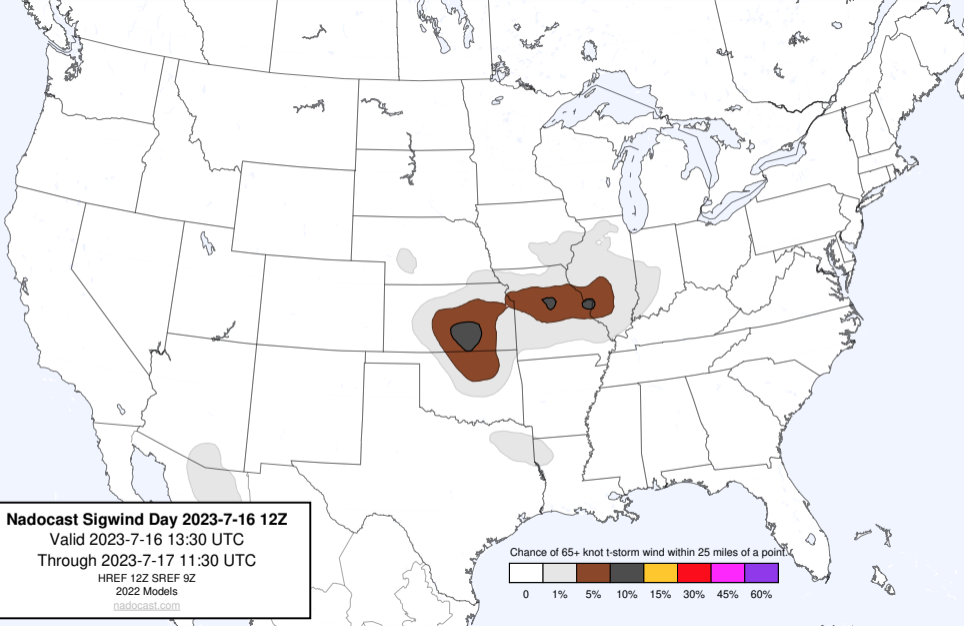 Nadocast Sigwind Day 2023-7-16 12Z
Valid 2023-7-16 13:30 UTC
Through 2023-7-17 11:30 UTC
HREF 12Z SREF 9Z
2022 Models
nadocast.com
Chance of 65+ knot t-storm wind within 25 miles of a point.
0 1% 5% 10% 15% 30% 45% 60%